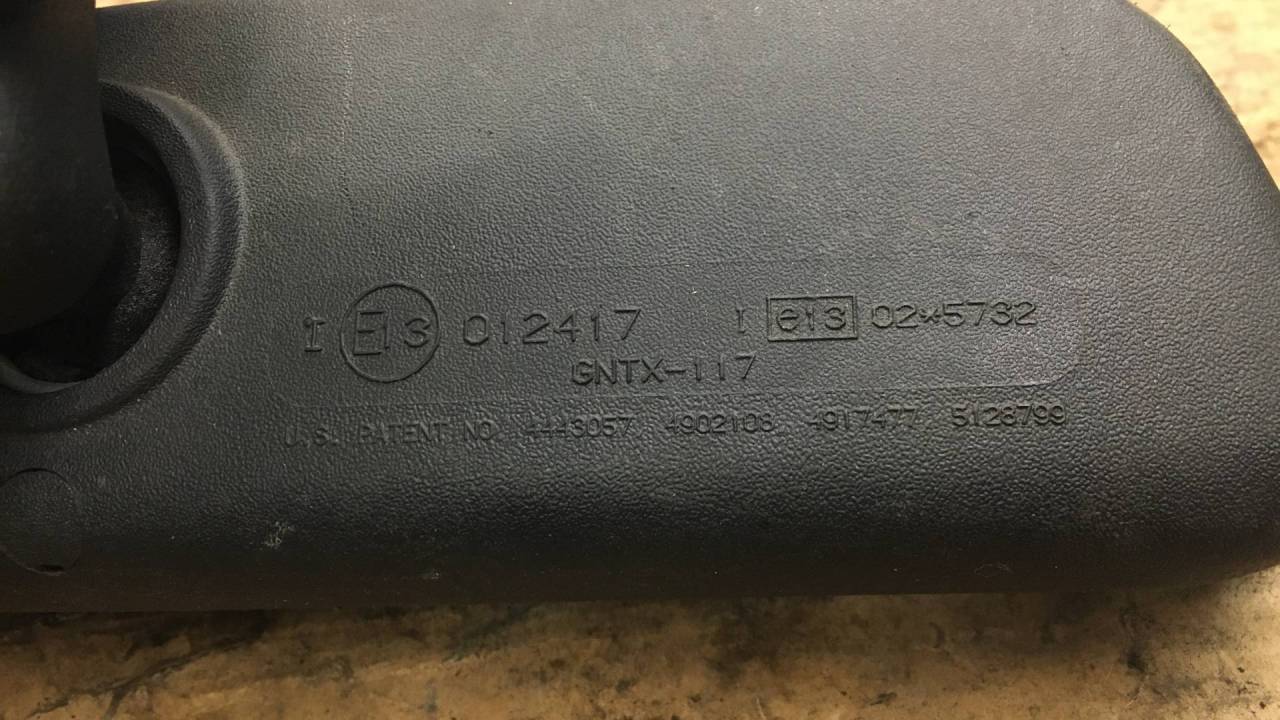 I E13 012417 I e13 02*5732
GNTX-117
U.S. PATENT NO. 4443057 4902108 4917477 5128799